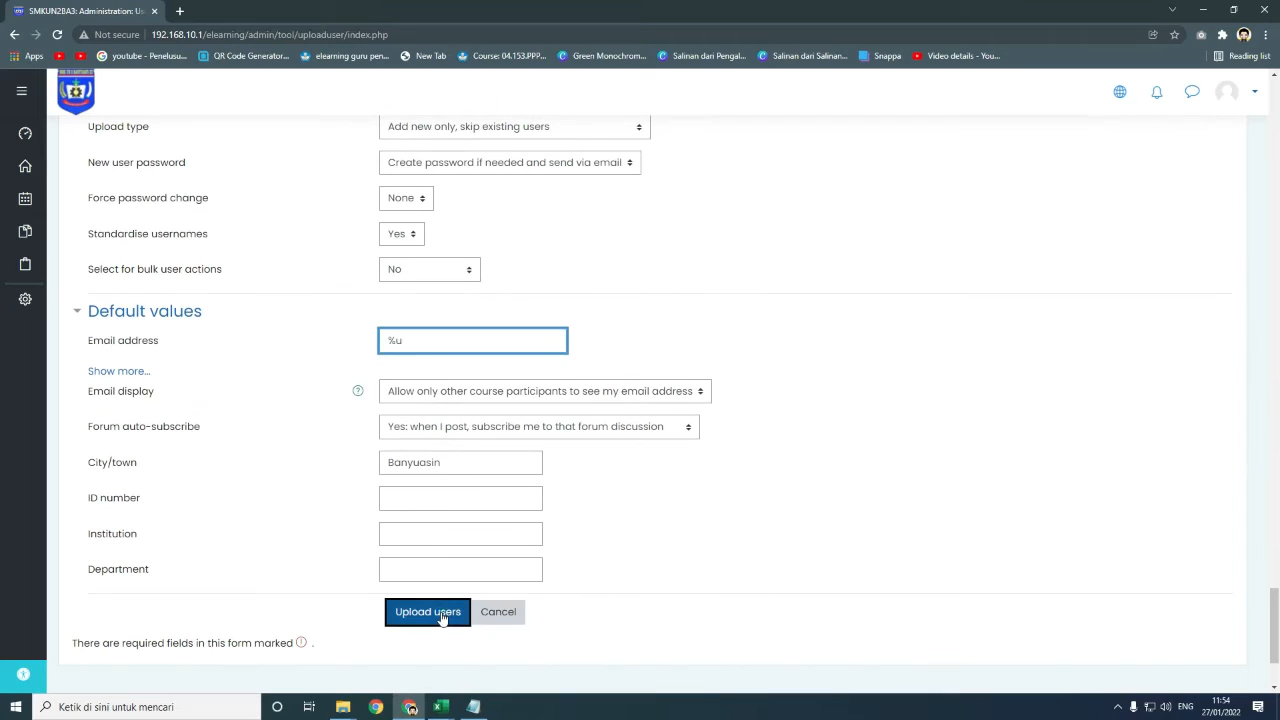 SMKUN2BA3: Administration: Us
Not secure
192.168.10.1/elearning/admin/tool/uploaduser/index.php
Apps
youtube - Penelusu...
QR Code Generator...
elearning guru pen...
New Tab
Course: 04.153.PPP...
Green Monochrom...
Salinan dari Pengal...
Salinan dari Salinan...
Snappa
Video details - You...
Reading list
Upload type
Add new only, skip existing users
New user password
Create password if needed and send via email
Force password change
None
Standardise usernames
Yes
Select for bulk user actions
No
Default values
Email address
%u
Show more...
Email display
Allow only other course participants to see my email address
Forum auto-subscribe
Yes: when I post, subscribe me to that forum discussion
City/town
Banyuasin
ID number
Institution
Department
Upload users
Cancel
There are required fields in this form marked .
Ketik di sini untuk mencari
ENG
11:54
27/01/2022